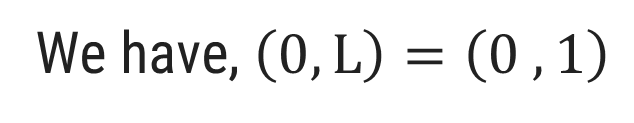 We have, (0, L) = (0 , 1)